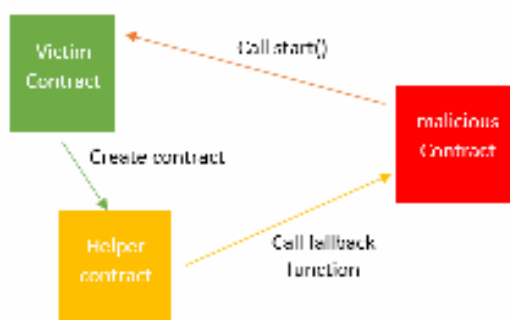 Victim
Contract
Call start()
malicious
Contract
Create contract
Helper
contract
Call fallback
function